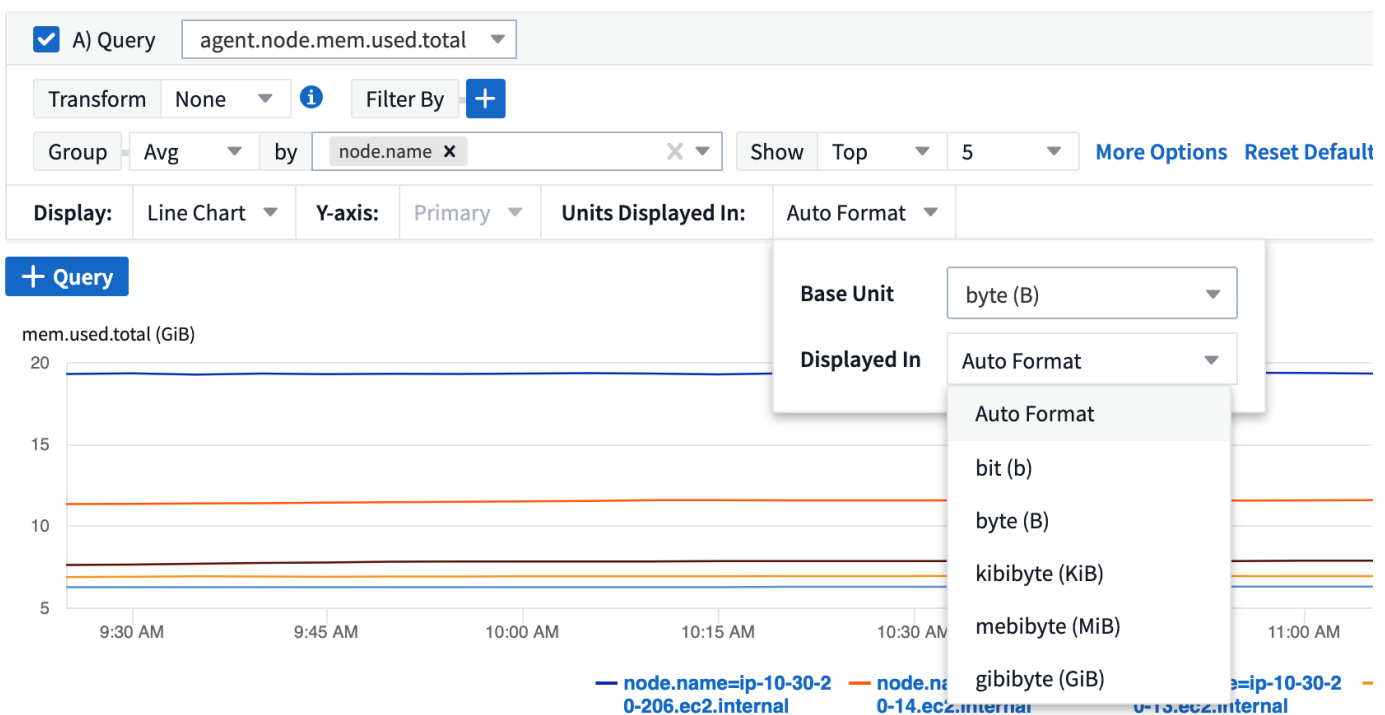 A) Query agent.node.mem.used.total
Transform None i Filter By +
Group Avg by node.name × Show Top 5 More Options Reset Default
Display: Line Chart Y-axis: Primary Units Displayed In: Auto Format
+ Query
Base Unit byte (B)
Displayed In Auto Format
Auto Format
bit (b)
byte (B)
kibibyte (KiB)
mebibyte (MiB)
gibibyte (GiB)
mem.used.total (GiB)
20
15
10
5
9:30 AM 9:45 AM 10:00 AM 10:15 AM 10:30 AM 11:00 AM
node.name=ip-10-30-2
0-206.ec2.internal
node.na
0-14.ec2.internal
e=ip-10-30-2
0-13.ec2.internal